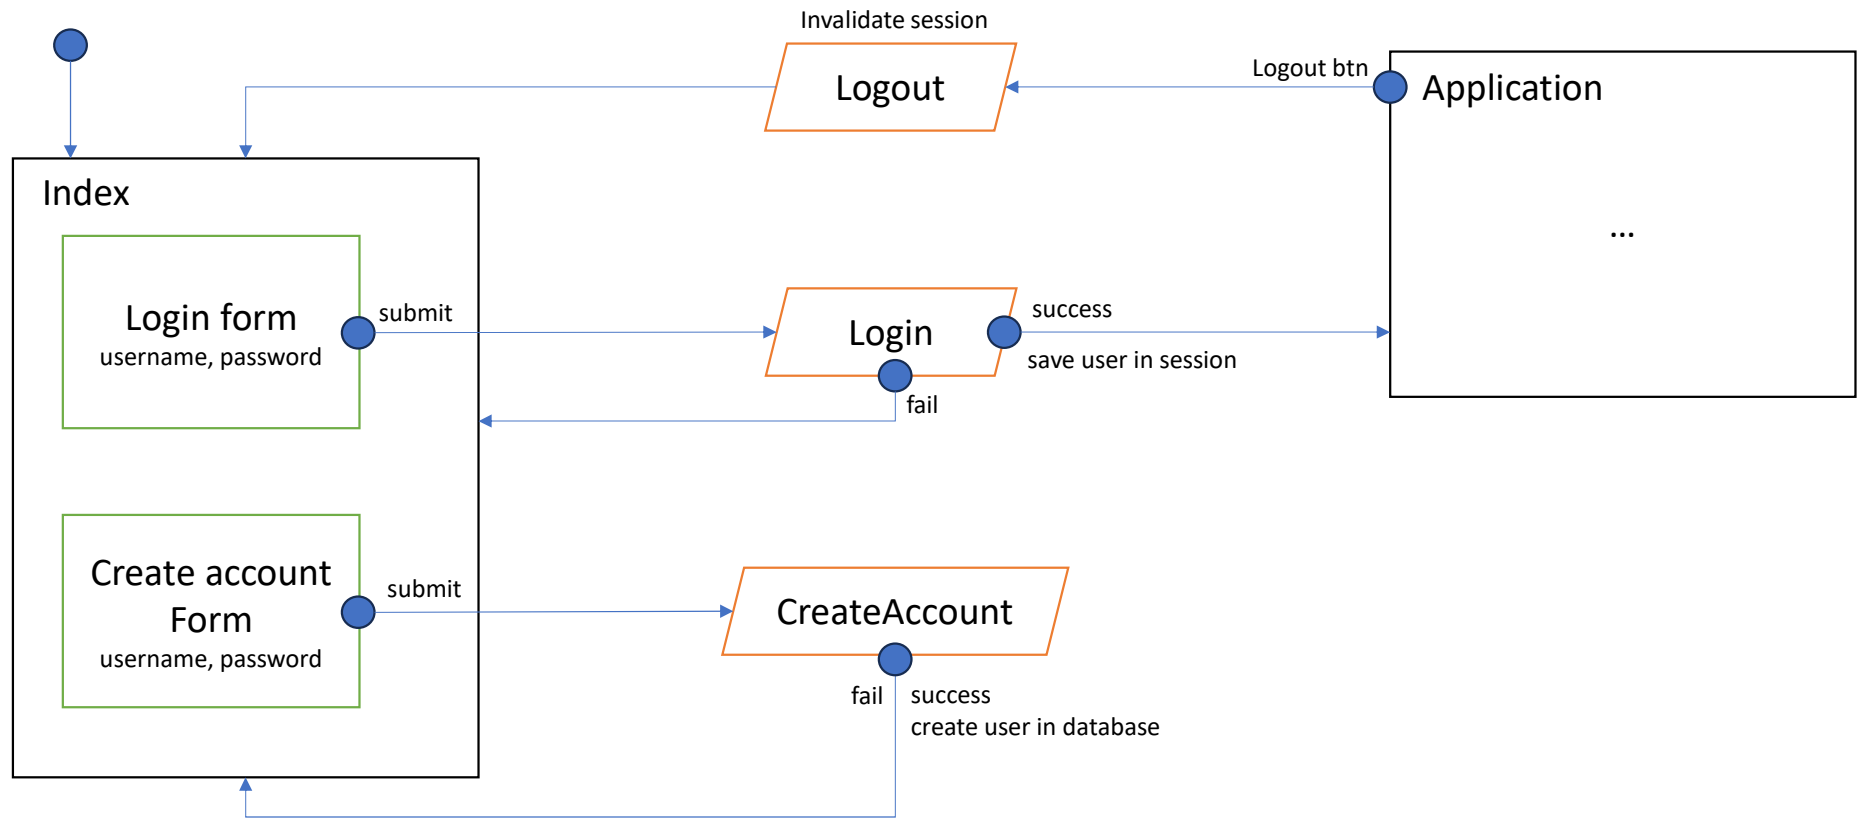 Invalidate session
Logout
Logout btn
Application
...
Index
Login form
username, password
submit
Login
success
save user in session
fail
Create account
Form
username, password
submit
CreateAccount
fail
success
create user in database